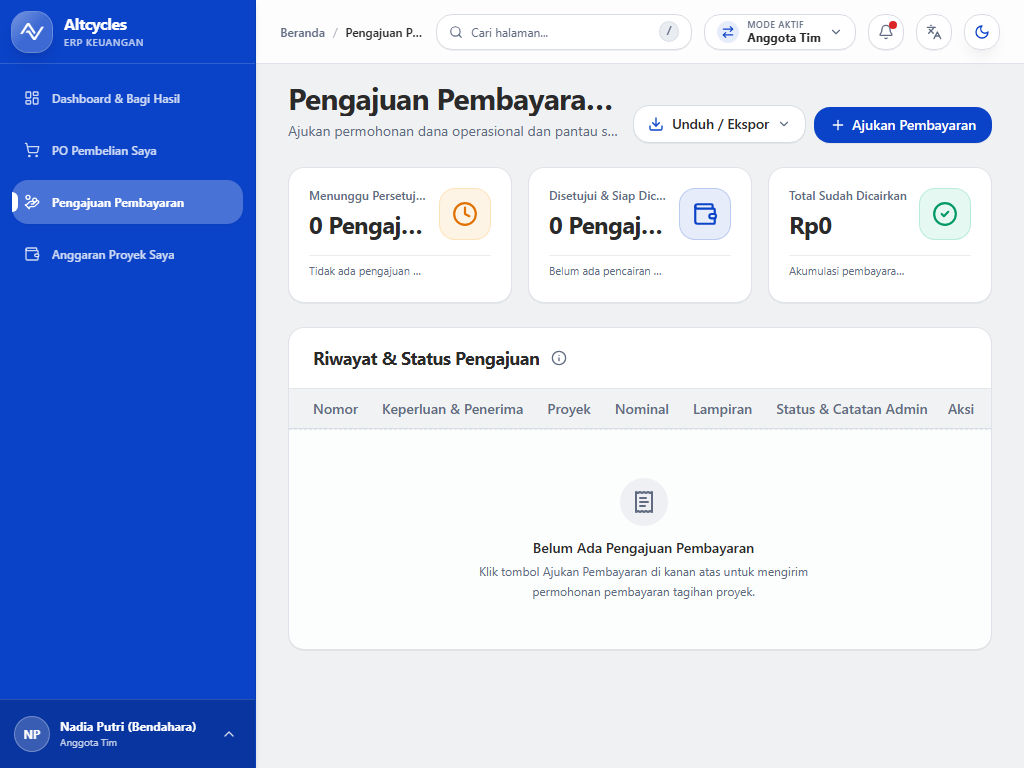 Altcycles
ERP KEUANGAN
Dashboard & Bagi Hasil
PO Pembelian Saya
Pengajuan Pembayaran
Anggaran Proyek Saya
NP
Nadia Putri (Bendahara)
Anggota Tim
Beranda / Pengajuan P...
Cari halaman...
/
MODE AKTIF
Anggota Tim
Pengajuan Pembayara...
Ajukan permohonan dana operasional dan pantau s...
Unduh / Ekspor
Ajukan Pembayaran
Menunggu Persetuj...
0 Pengaj...
Tidak ada pengajuan ...
Disetujui & Siap Dic...
0 Pengaj...
Belum ada pencairan ...
Total Sudah Dicairkan
Rp0
Akumulasi pembayara...
Riwayat & Status Pengajuan
Nomor Keperluan & Penerima Proyek Nominal Lampiran Status & Catatan Admin Aksi
Belum Ada Pengajuan Pembayaran
Klik tombol Ajukan Pembayaran di kanan atas untuk mengirim
permohonan pembayaran tagihan proyek.